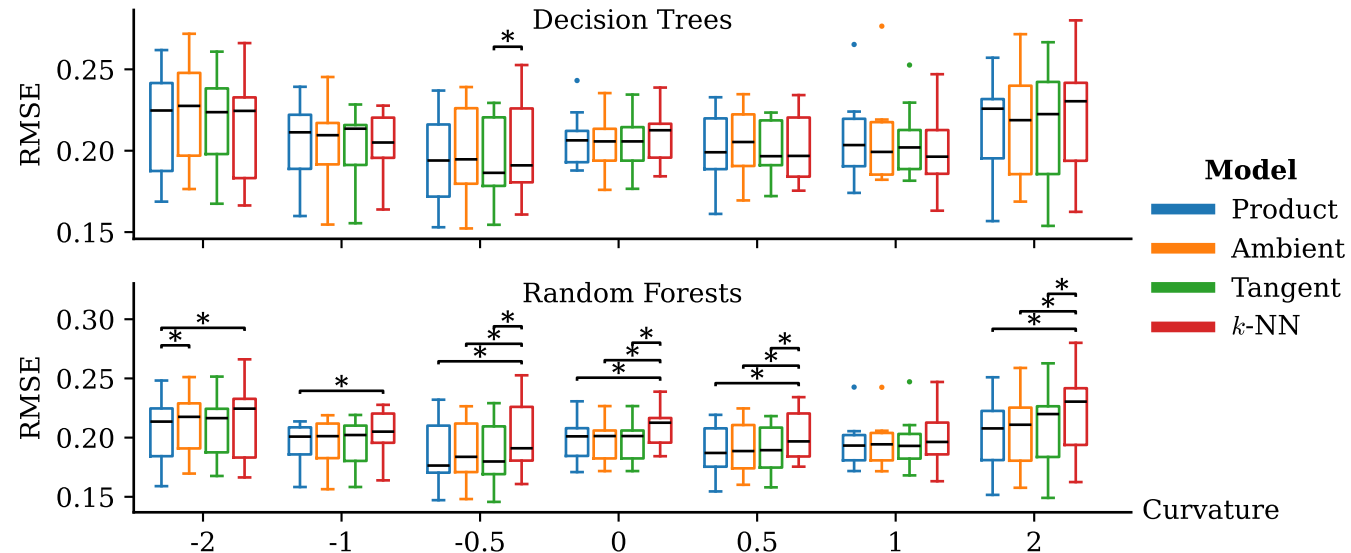 Decision Trees
*
RMSE
0.25
0.20
0.15
Model
Product
Ambient
Tangent
k-NN
Random Forests
* *
*
* * *
* * *
* * *
* * *
RMSE
0.30
0.25
0.20
0.15
-2 -1 -0.5 0 0.5 1 2
Curvature